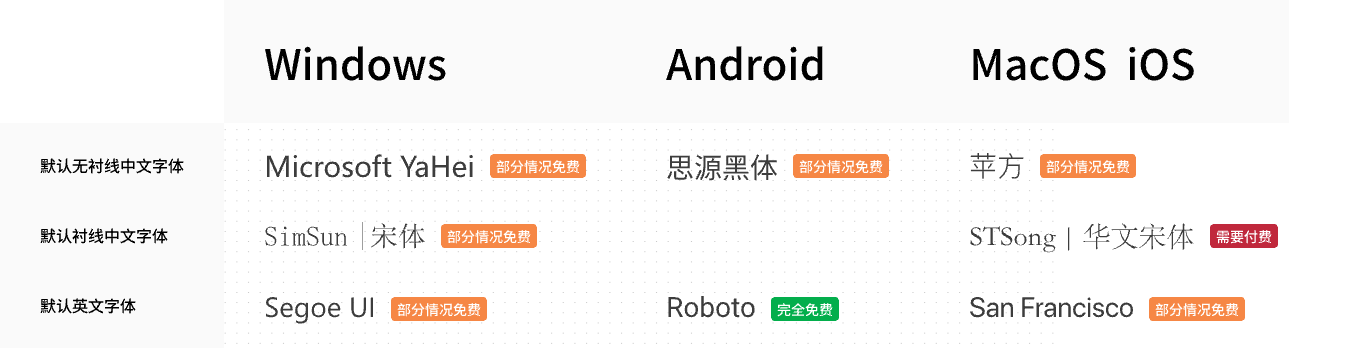 Windows Android MacOS iOS
默认无衬线中文字体 Microsoft YaHei 部分情况免费 思源黑体 部分情况免费 苹方 部分情况免费
默认衬线中文字体 SimSun | 宋体 部分情况免费 STSong | 华文宋体 需要付费
默认英文字体 Segoe UI 部分情况免费 Roboto 完全免费 San Francisco 部分情况免费